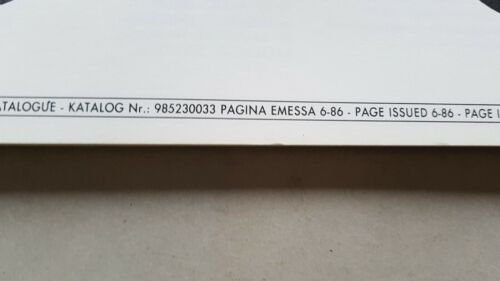 ATALOGUE - KATALOG Nr.: 985230033 PAGINA EMESSA 6-86 - PAGE ISSUED 6-86 - PAGE I